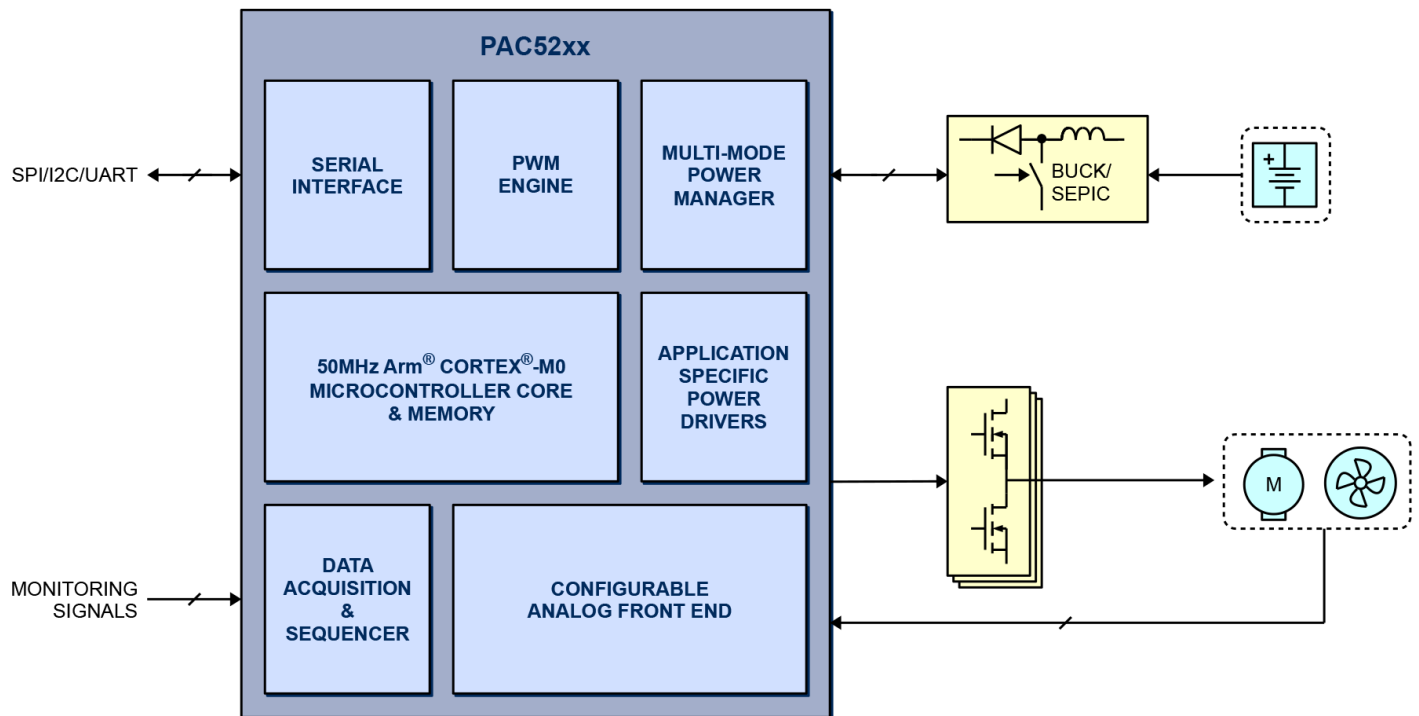 PAC52xx
SERIAL
INTERFACE
PWM
ENGINE
MULTI-MODE
POWER
MANAGER
SPI/I2C/UART
BUCK/
SEPIC
+
50MHz Arm® CORTEX®-M0
MICROCONTROLLER CORE
& MEMORY
APPLICATION
SPECIFIC
POWER
DRIVERS
M
DATA
ACQUISITION
&
SEQUENCER
CONFIGURABLE
ANALOG FRONT END
MONITORING
SIGNALS